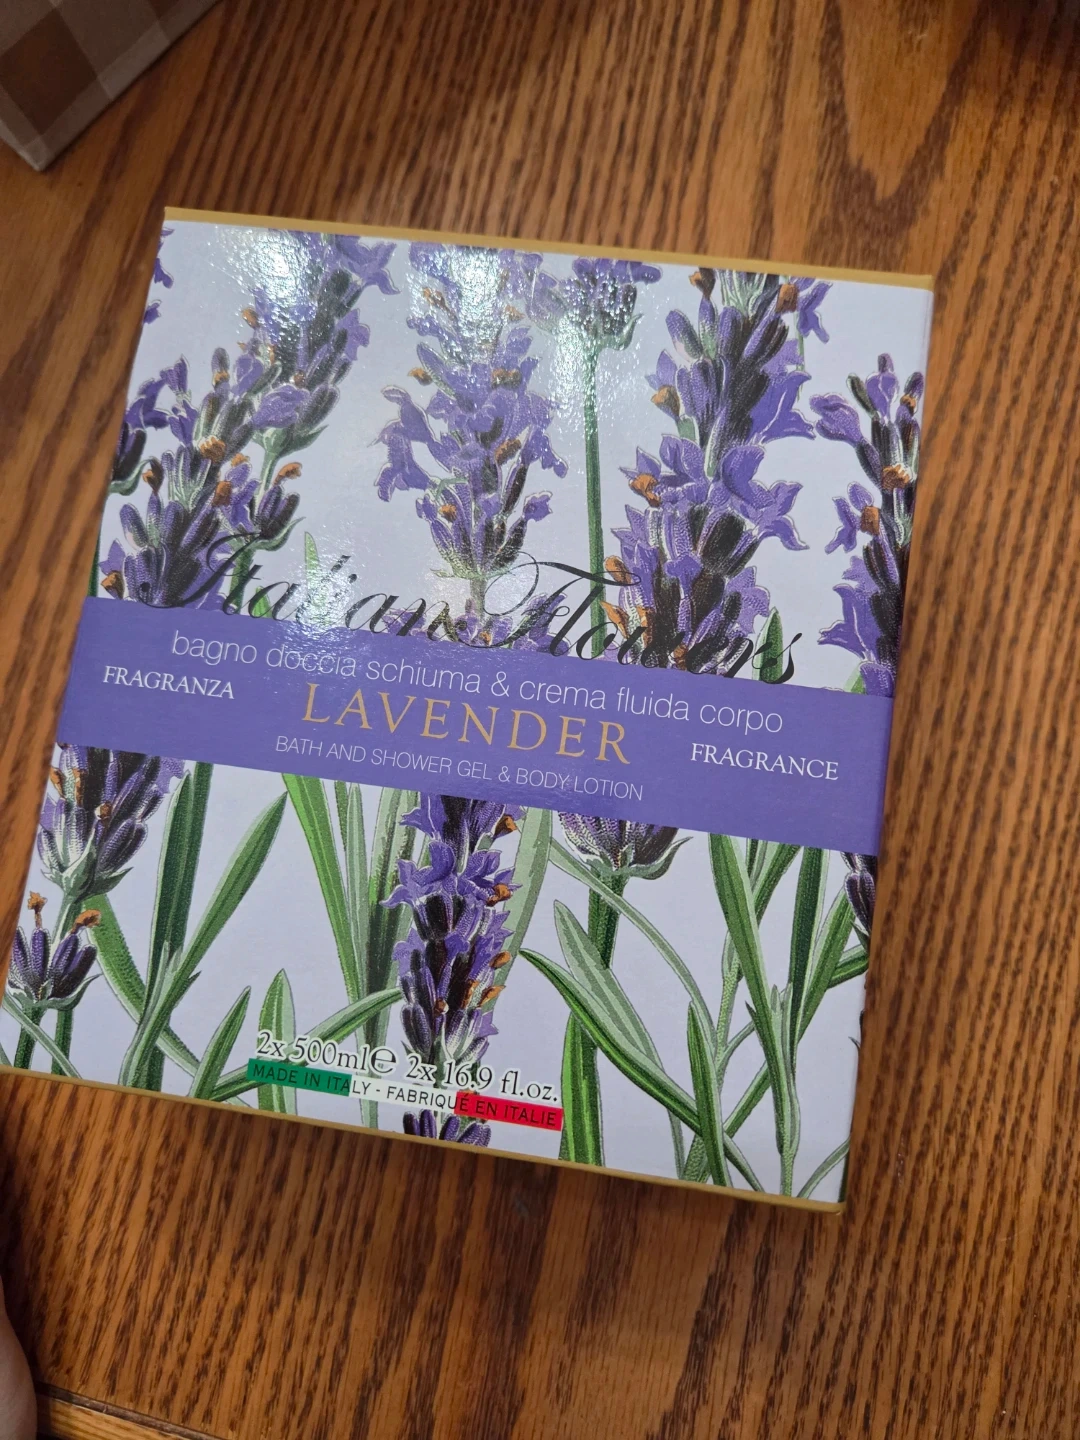 Italian Flowers
bagno doccia schiuma & crema fluida corpo
FRAGRANZA
LAVENDER
FRAGRANCE
BATH AND SHOWER GEL & BODY LOTION
2x 500ml℮ 2x 16.9 fl.oz.
MADE IN ITALY - FABRIQUÉ EN ITALIE